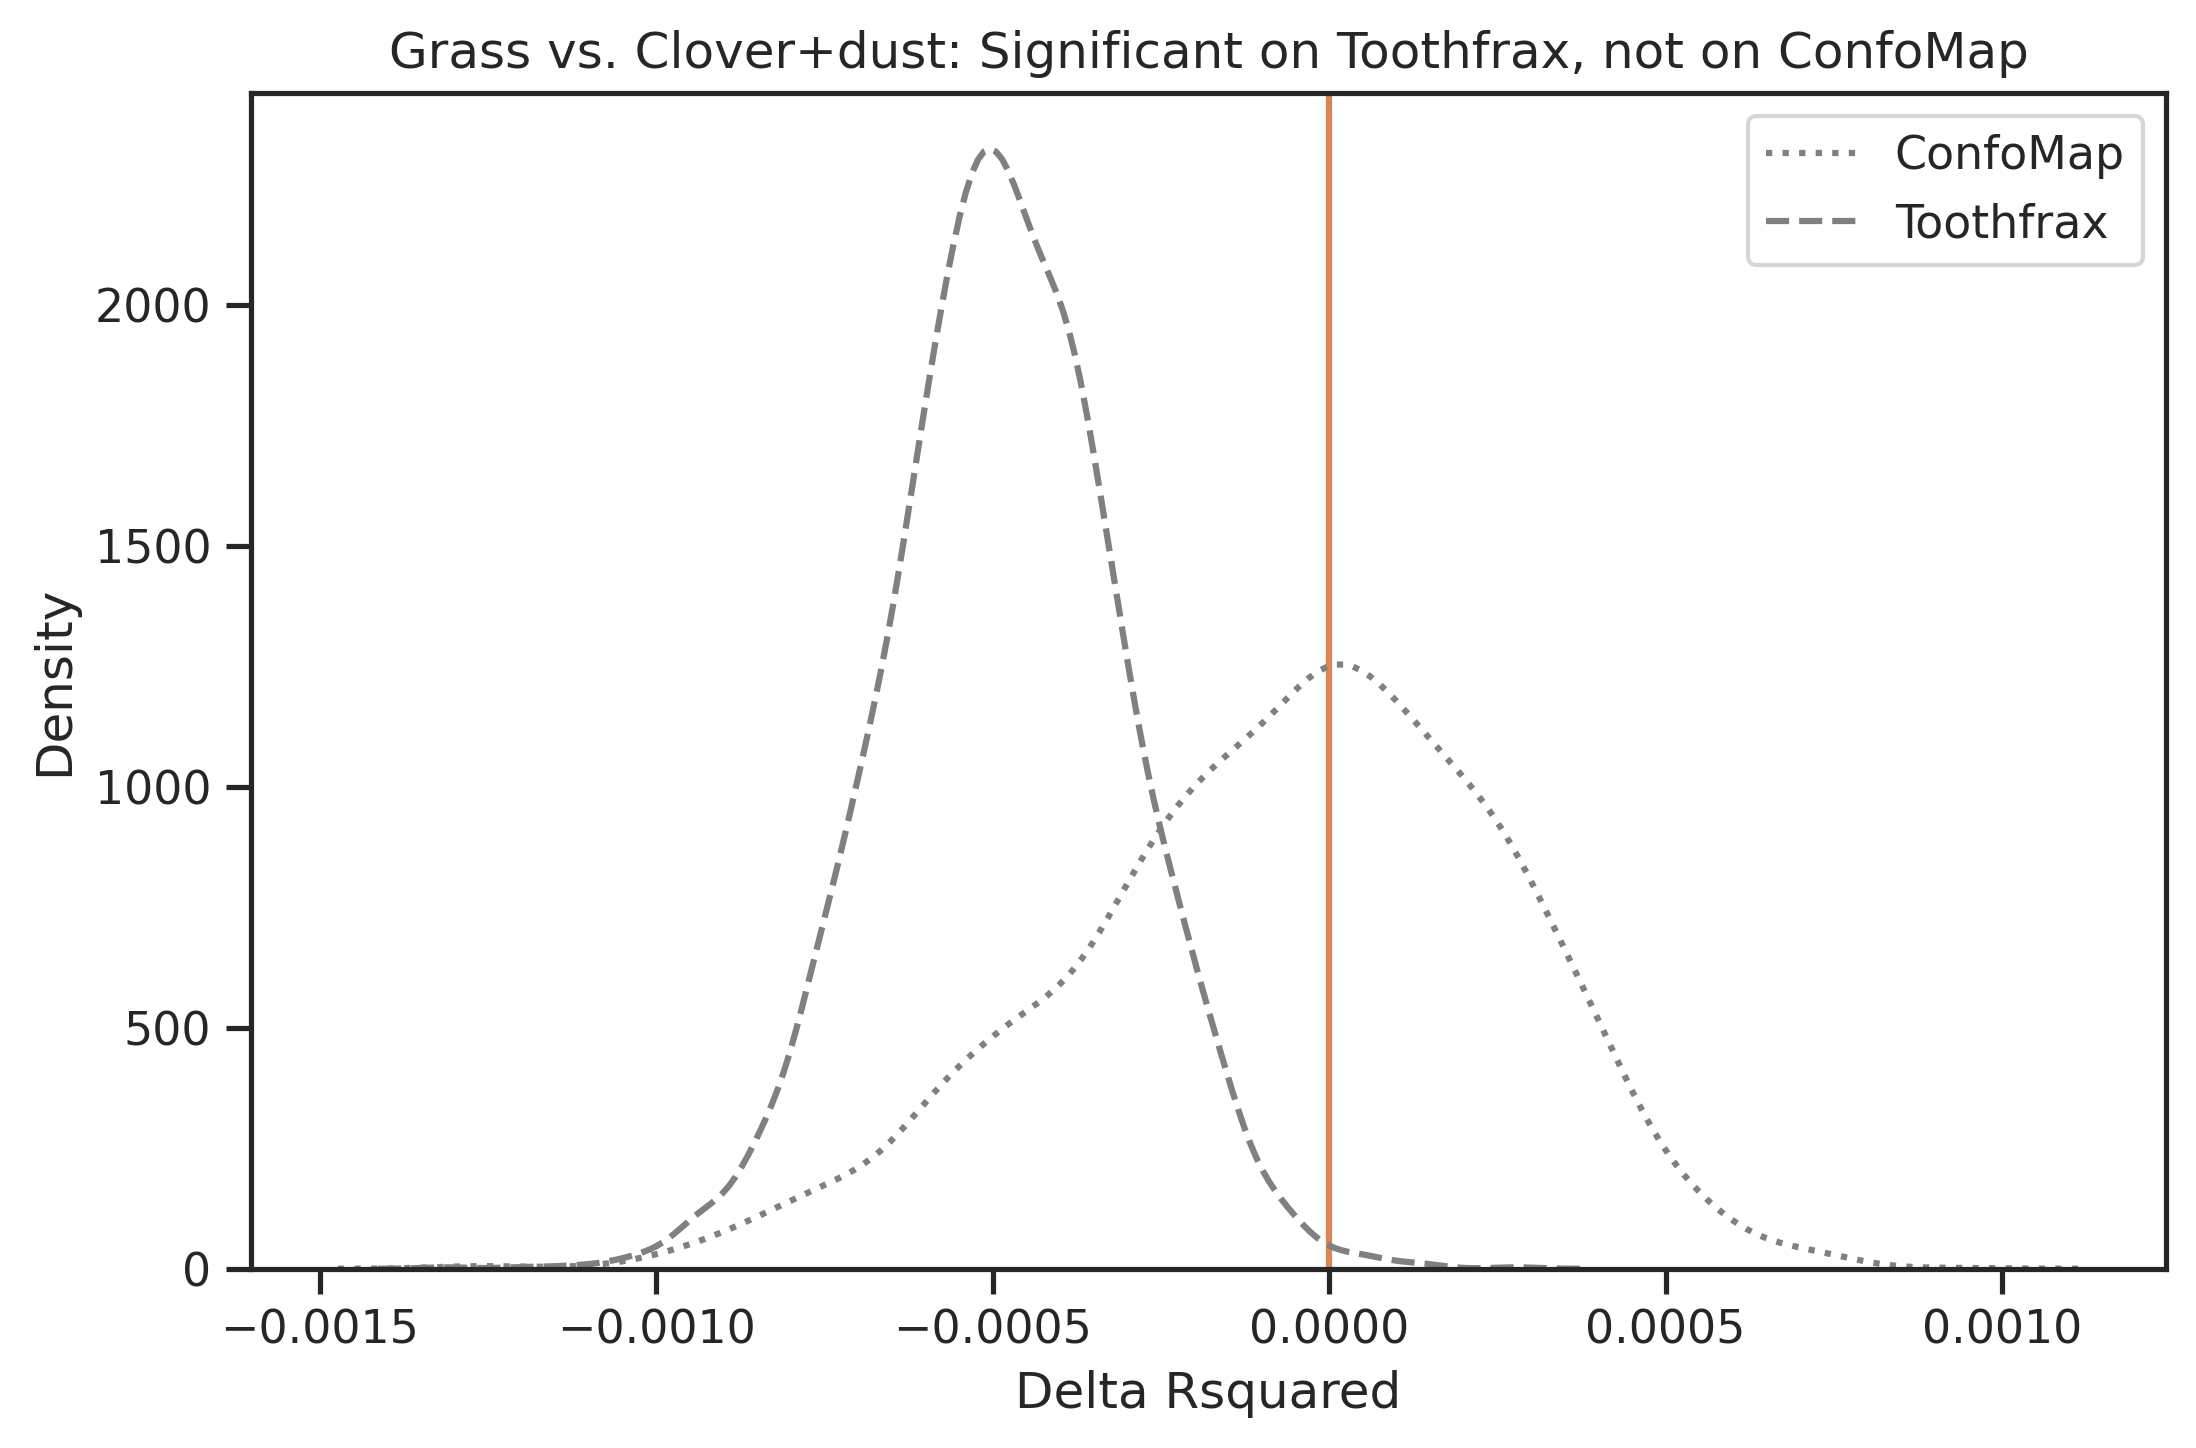 Grass vs. Clover+dust: Significant on Toothfrax, not on ConfoMap
ConfoMap
Toothfrax
Density
2000
1500
1000
500
0
−0.0015
−0.0010
−0.0005
0.0000
0.0005
0.0010
Delta Rsquared